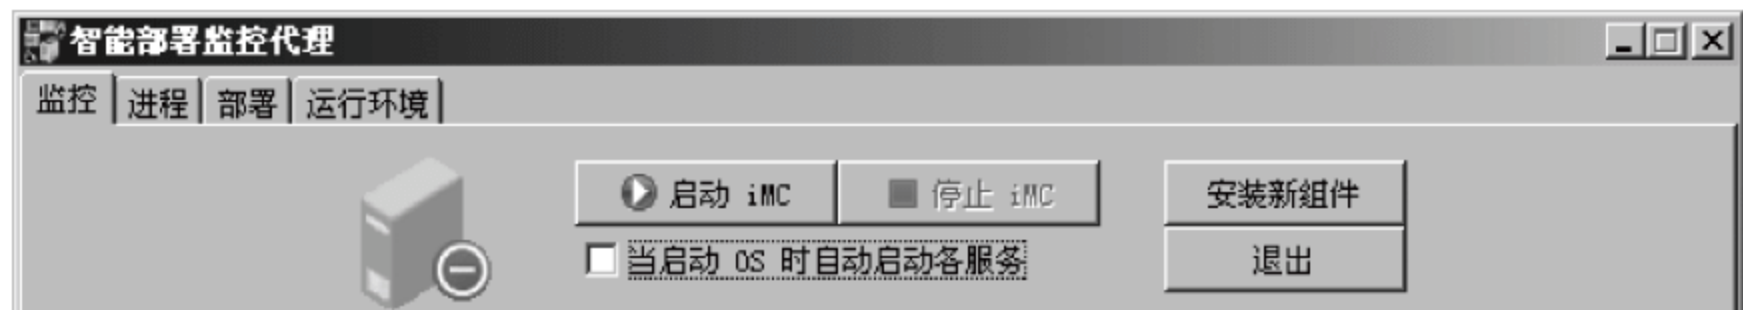 智能部署监控代理
监控 进程 部署 运行环境
启动 iMC 停止 iMC 安装新组件
当启动 OS 时自动启动各服务 退出